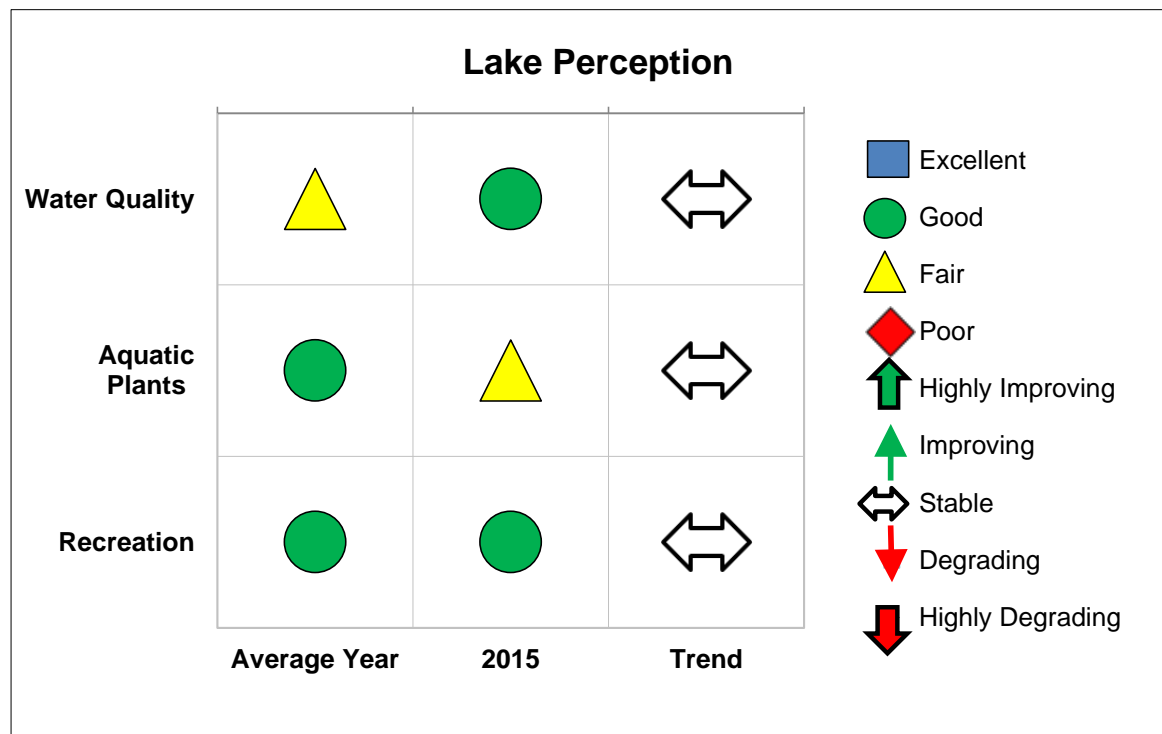 Lake Perception
Water Quality
Aquatic
Plants
Recreation
Average Year
2015
Trend
Excellent
Good
Fair
Poor
Highly Improving
Improving
Stable
Degrading
Highly Degrading